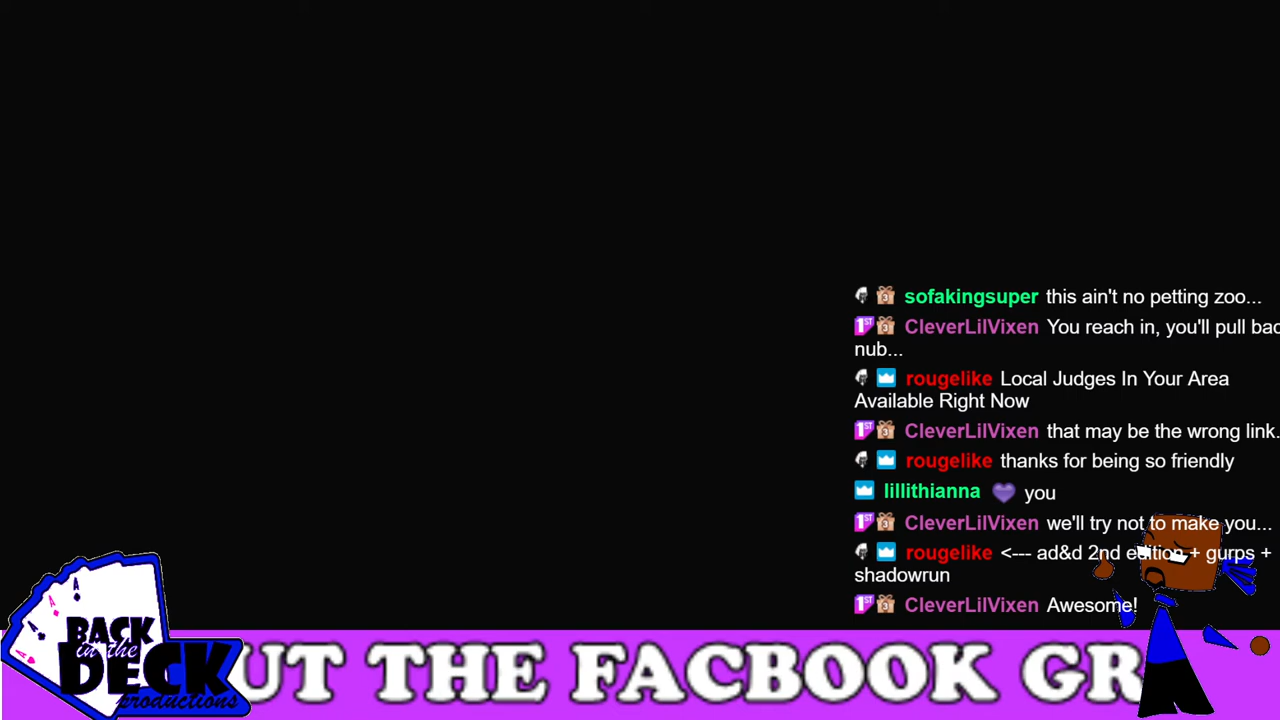 sofakingsuper this ain't no petting zoo...
CleverLilVixen You reach in, you'll pull bac
nub...
rougelike Local Judges In Your Area
Available Right Now
CleverLilVixen that may be the wrong link.
rougelike thanks for being so friendly
lillithianna you
CleverLilVixen we'll try not to make you...
rougelike <--- ad&d 2nd edition + gurps +
shadowrun
CleverLilVixen Awesome!
BACK
in the
DECK
productions
UT THE FACBOOK GR